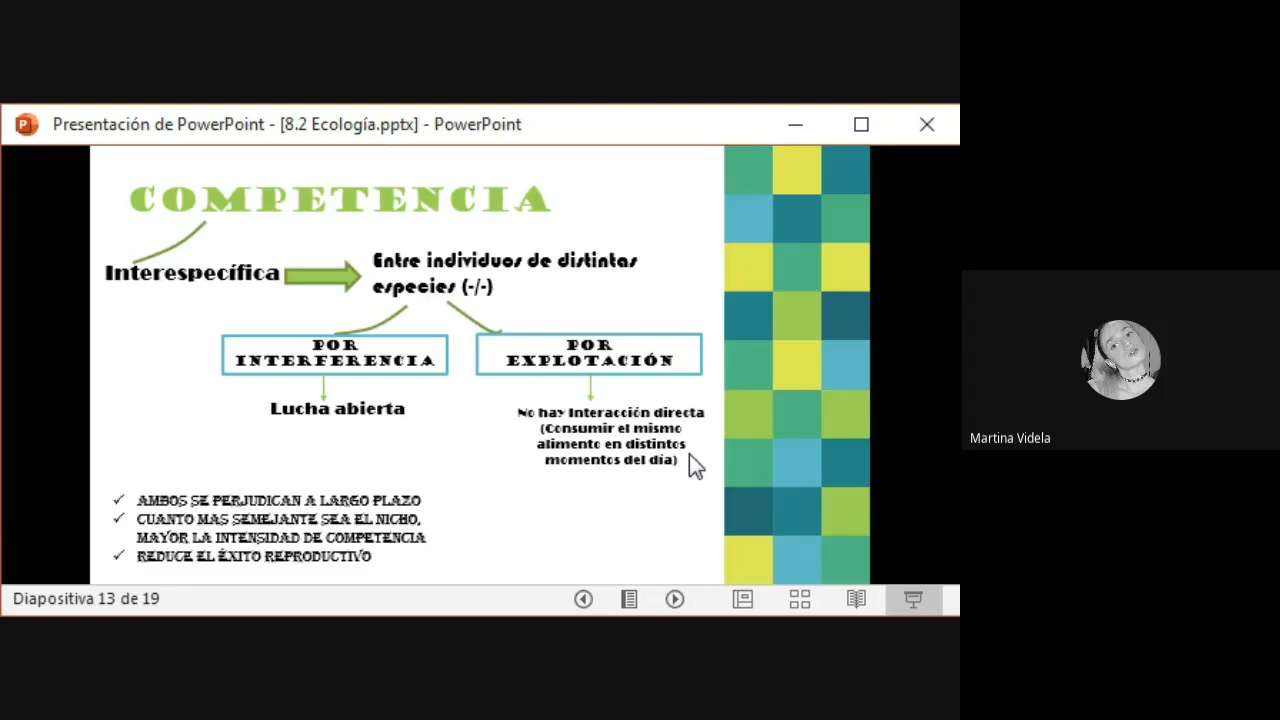 Presentación de PowerPoint - [8.2 Ecología.pptx] - PowerPoint
COMPETENCIA
Interespecífica
Entre individuos de distintas
especies (-/-)
POR
INTERFERENCIA
Lucha abierta
POR
EXPLOTACIÓN
No hay Interacción directa
(Consumir el mismo
alimento en distintos
momentos del día)
✓ AMBOS SE PERJUDICAN A LARGO PLAZO
✓ CUANTO MAS SEMEJANTE SEA EL NICHO,
MAYOR LA INTENSIDAD DE COMPETENCIA
✓ REDUCE EL ÉXITO REPRODUCTIVO
Diapositiva 13 de 19
Martina Videla